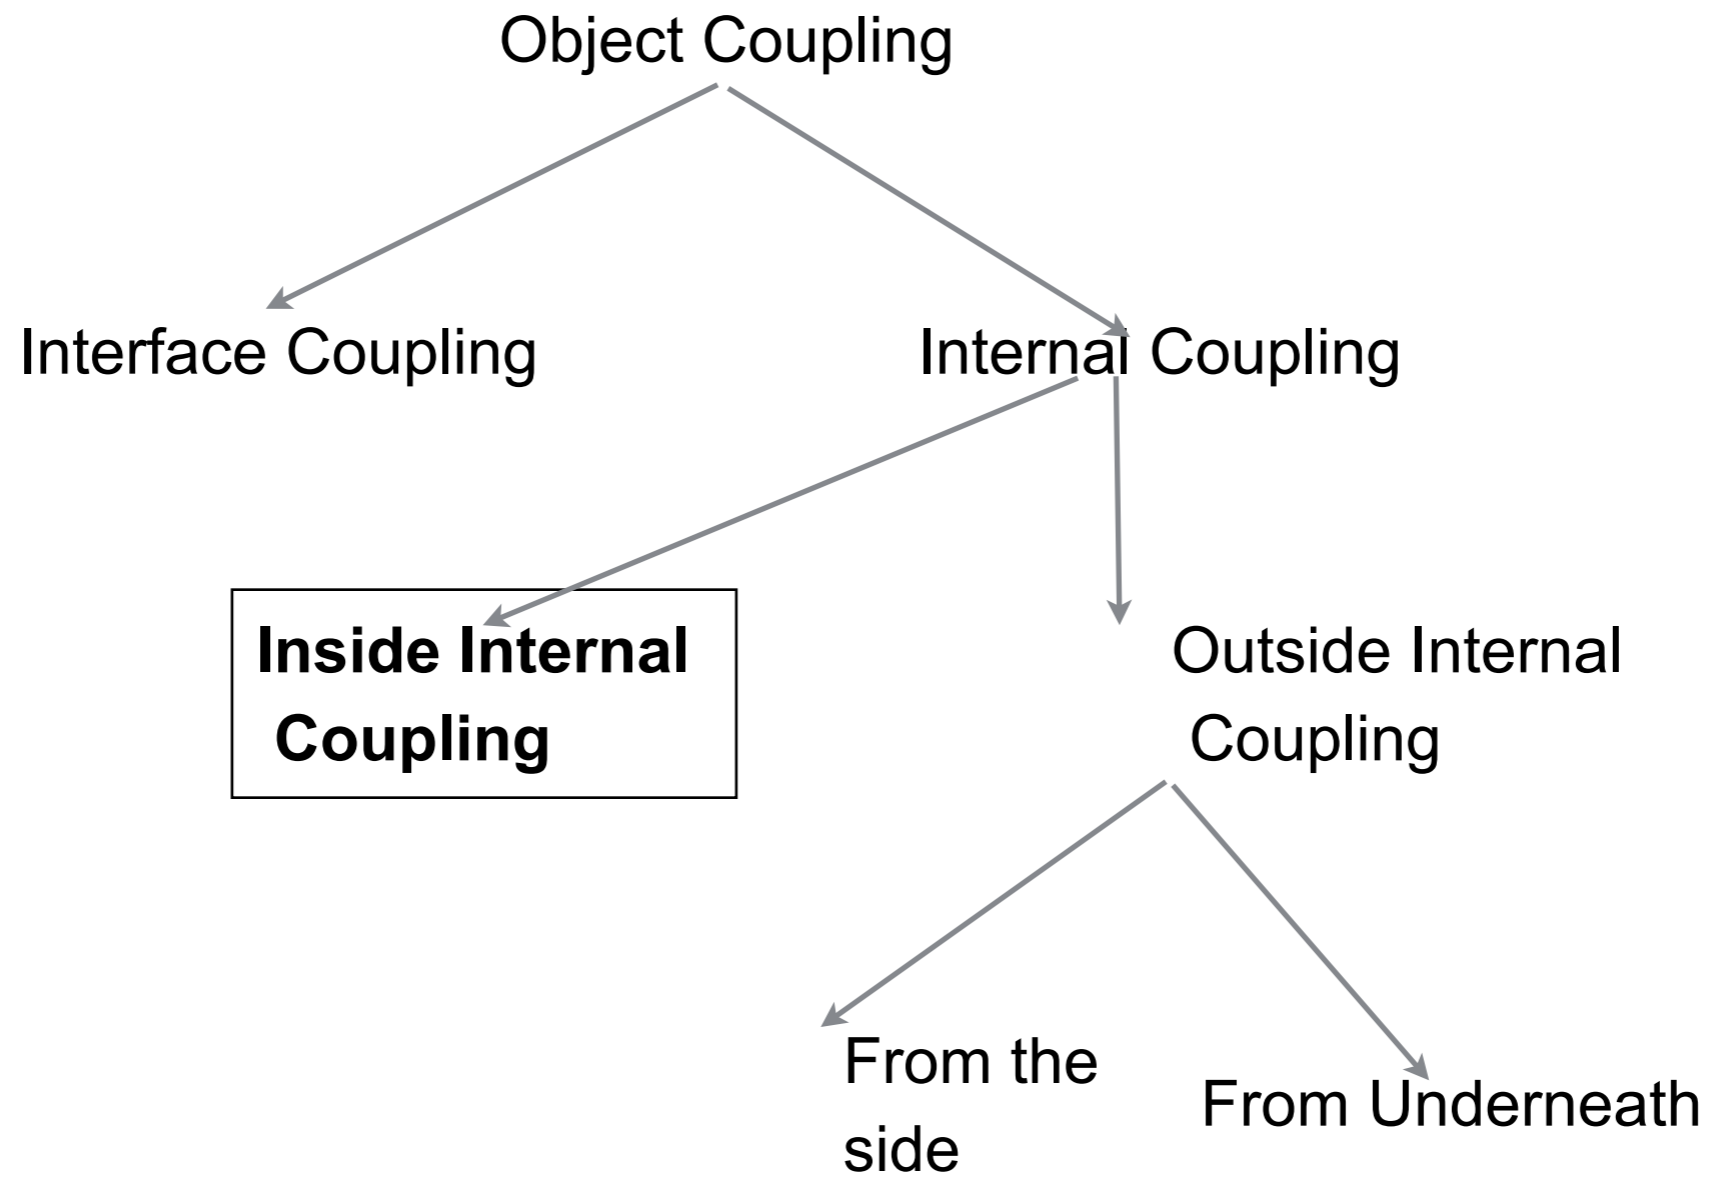 Object Coupling
Interface Coupling
Internal Coupling
Inside Internal
Coupling
Outside Internal
Coupling
From the
side
From Underneath